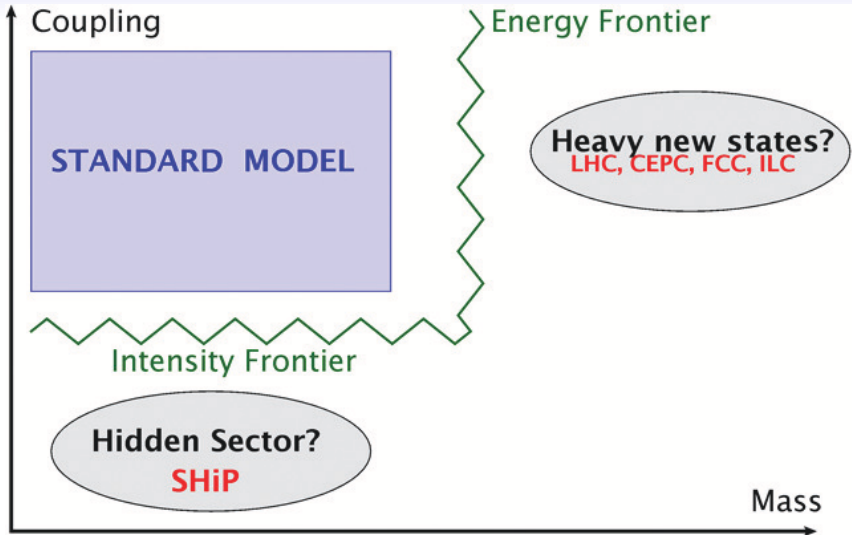 Coupling
Energy Frontier
STANDARD MODEL
Heavy new states?
LHC, CEPC, FCC, ILC
Intensity Frontier
Hidden Sector?
SHiP
Mass